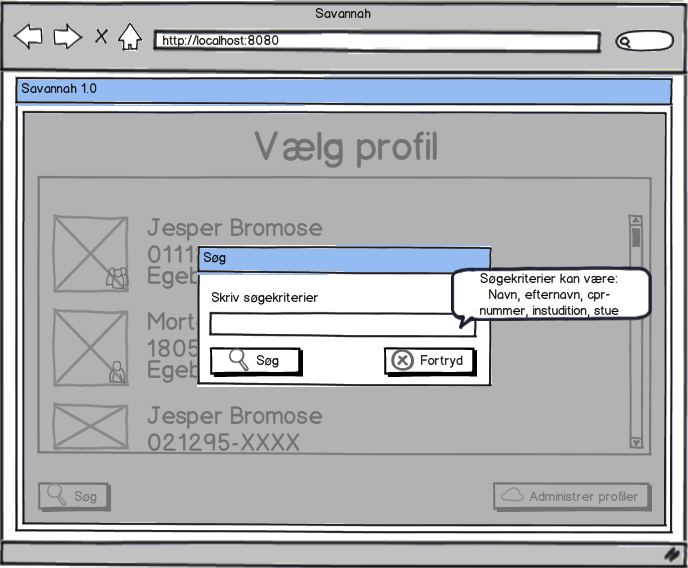 Savannah
http://localhost:8080
Savannah 1.0
Vælg profil
Jesper Bromose
0111
Egeb
Søg
Skriv søgekriterier
Søgekriterier kan være:
Navn, efternavn, cpr-
nummer, instudition, stue
Søg
Fortryd
Mort
1805
Egeb
Jesper Bromose
021295-XXXX
Søg
Administrer profiler